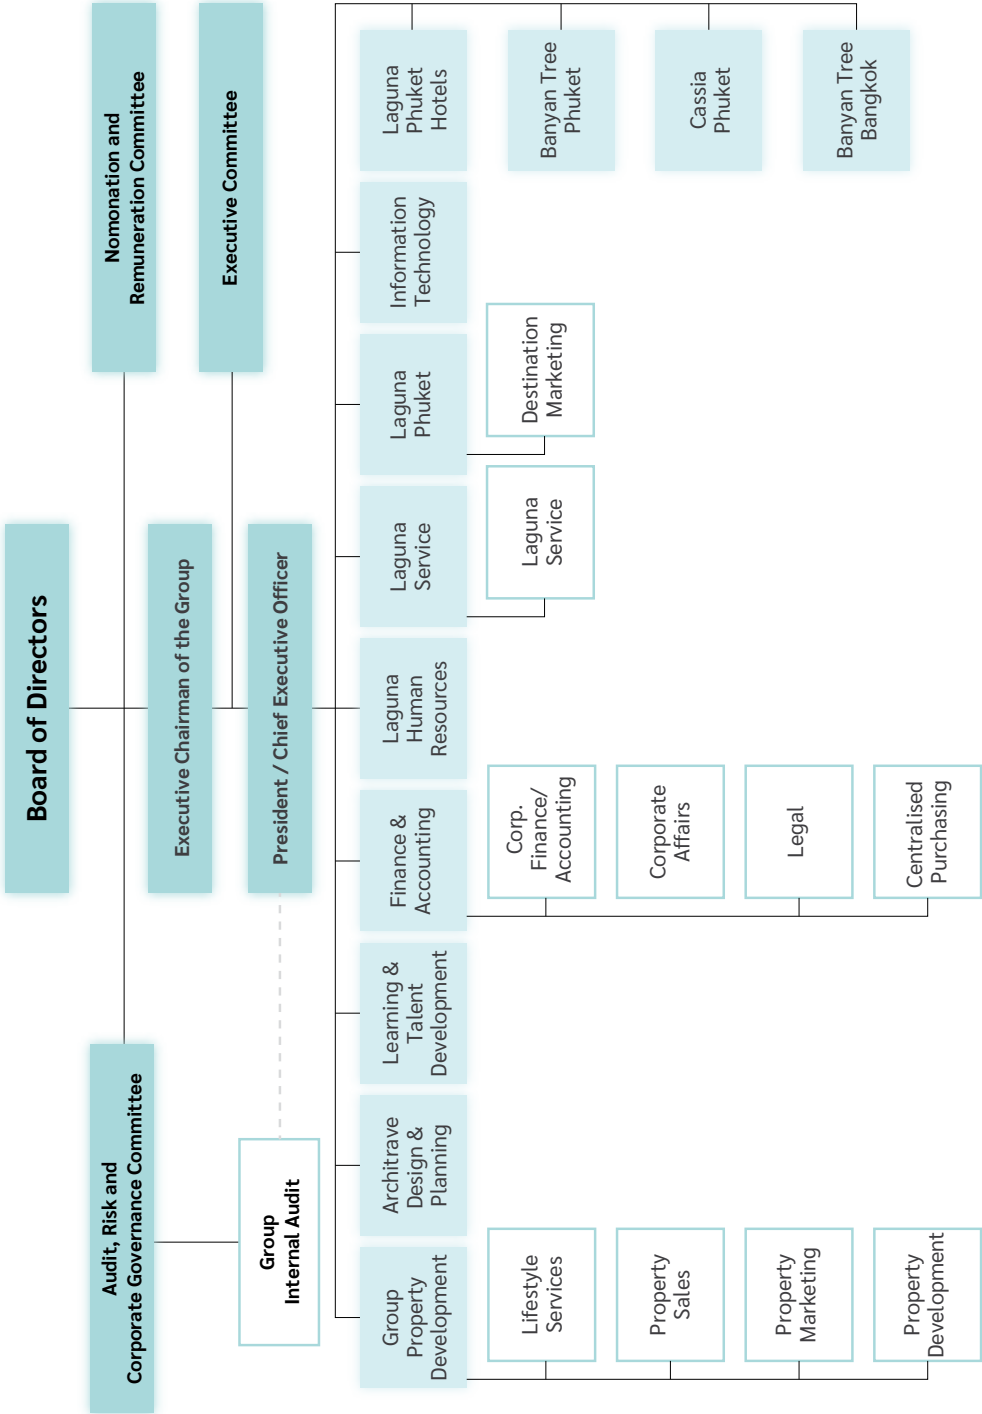 Board of Directors
Audit, Risk and
Corporate Governance Committee
Nomonation and
Remuneration Committee
Executive Chairman of the Group
Executive Committee
Group
Internal Audit
President / Chief Executive Officer
Group
Property
Development
Architrave
Design &
Planning
Learning &
Talent
Development
Finance &
Accounting
Laguna
Human
Resources
Laguna
Service
Laguna
Phuket
Information
Technology
Laguna
Phuket
Hotels
Lifestyle
Services
Property
Sales
Property
Marketing
Property
Development
Corp.
Finance/
Accounting
Corporate
Affairs
Legal
Centralised
Purchasing
Laguna
Service
Destination
Marketing
Banyan Tree
Phuket
Cassia
Phuket
Banyan Tree
Bangkok